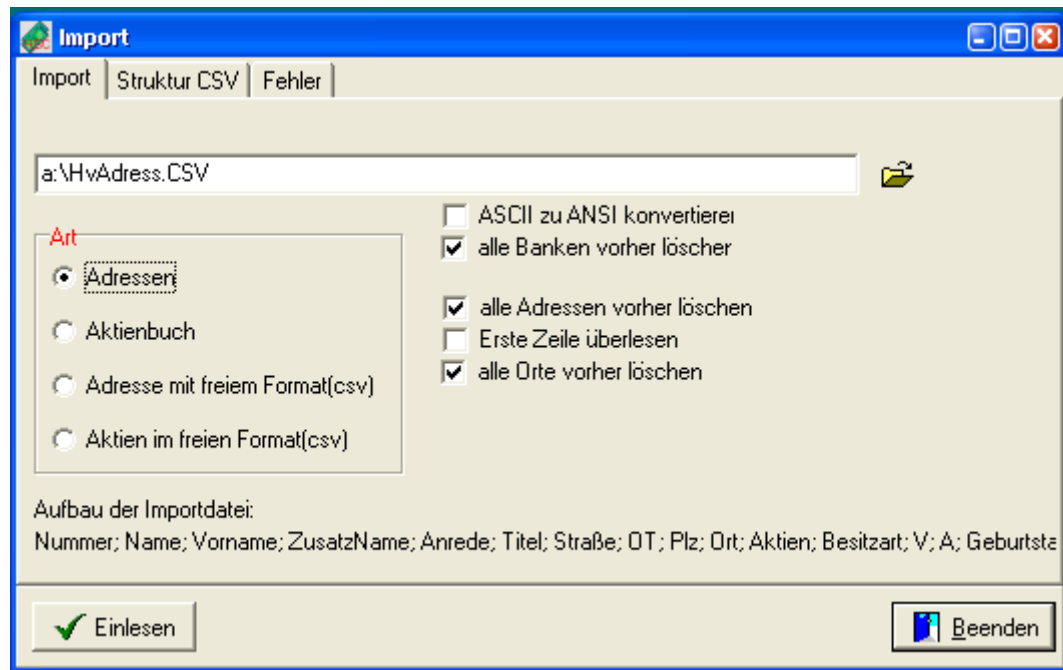 Import
Import Struktur CSV Fehler
a:\HvAdress.CSV
ASCII zu ANSI konvertierei
alle Banken vorher löscher
Art
Adressen
alle Adressen vorher löschen
Aktienbuch
Erste Zeile überlesen
alle Orte vorher löschen
Adresse mit freiem Format(csv)
Aktien im freien Format(csv)
Aufbau der Importdatei:
Nummer; Name; Vorname; ZusatzName; Anrede; Titel; Straße; OT; Plz; Ort; Aktien; Besitzart; V; A; Geburtsta
Einlesen Beenden